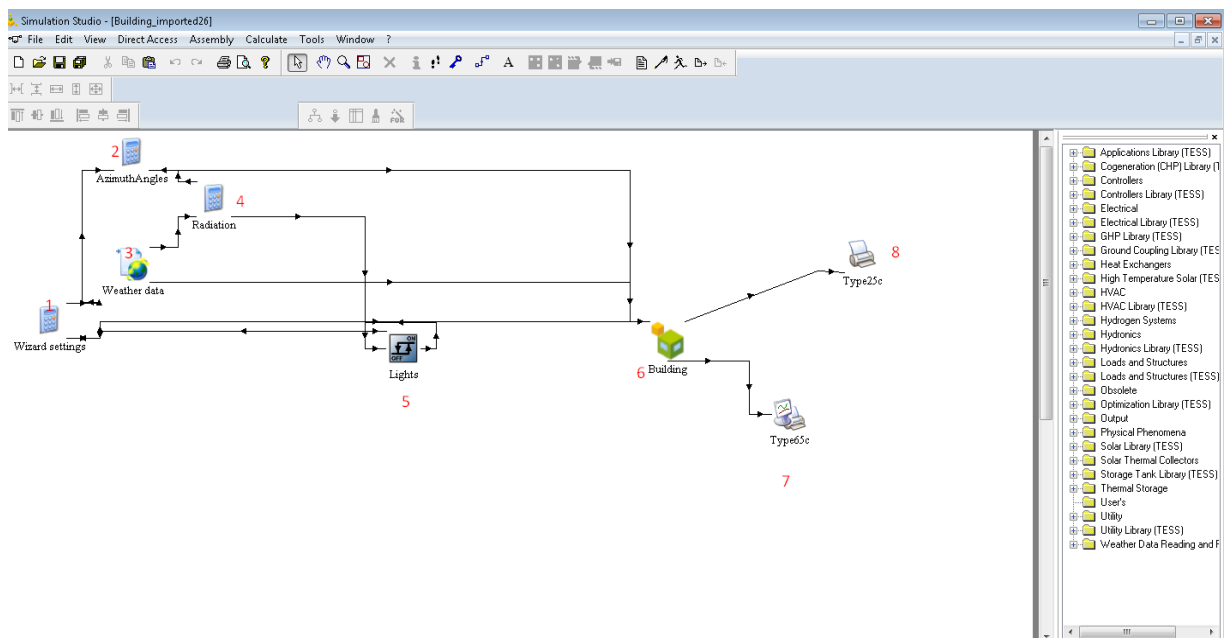 Simulation Studio - [Building_imported26]
File Edit View Direct Access Assembly Calculate Tools Window ?
A
FOR
2
AzimuthAngles
4
Radiation
3
Weather data
1
Wizard settings
ON
OFF
Lights
5
6
Building
8
Type25c
Type65c
7
Applications Library (TESS)
Cogeneration (CHP) Library (T
Controllers
Controllers Library (TESS)
Electrical
Electrical Library (TESS)
GHP Library (TESS)
Ground Coupling Library (TES
Heat Exchangers
High Temperature Solar (TES
HVAC
HVAC Library (TESS)
Hydrogen Systems
Hydronics
Hydronics Library (TESS)
Loads and Structures
Loads and Structures (TESS)
Obsolete
Optimization Library (TESS)
Output
Physical Phenomena
Solar Library (TESS)
Solar Thermal Collectors
Storage Tank Library (TESS)
Thermal Storage
User's
Utility
Utility Library (TESS)
Weather Data Reading and F